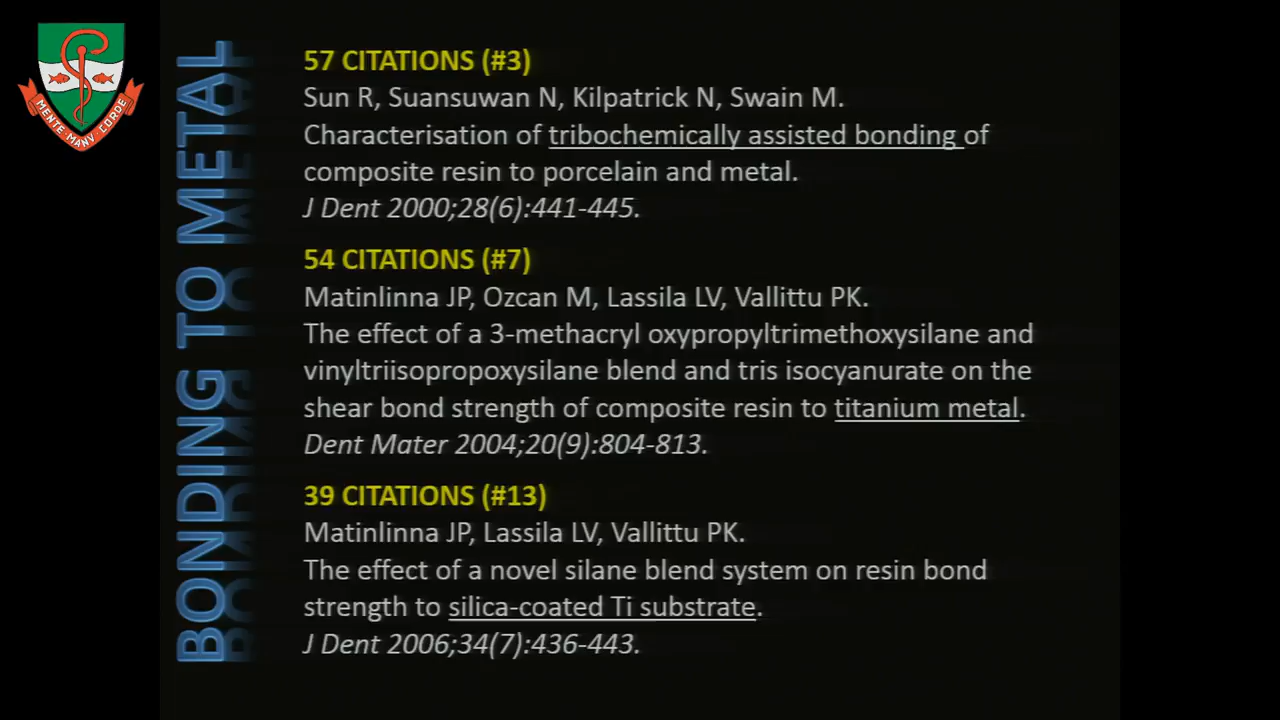 MENTE·MANV·CORDE
BONDING TO METAL
57 CITATIONS (#3)
Sun R, Suansuwan N, Kilpatrick N, Swain M.
Characterisation of tribochemically assisted bonding of
composite resin to porcelain and metal.
J Dent 2000;28(6):441-445.
54 CITATIONS (#7)
Matinlinna JP, Ozcan M, Lassila LV, Vallittu PK.
The effect of a 3-methacryl oxypropyltrimethoxysilane and
vinyltriisopropoxysilane blend and tris isocyanurate on the
shear bond strength of composite resin to titanium metal.
Dent Mater 2004;20(9):804-813.
39 CITATIONS (#13)
Matinlinna JP, Lassila LV, Vallittu PK.
The effect of a novel silane blend system on resin bond
strength to silica-coated Ti substrate.
J Dent 2006;34(7):436-443.